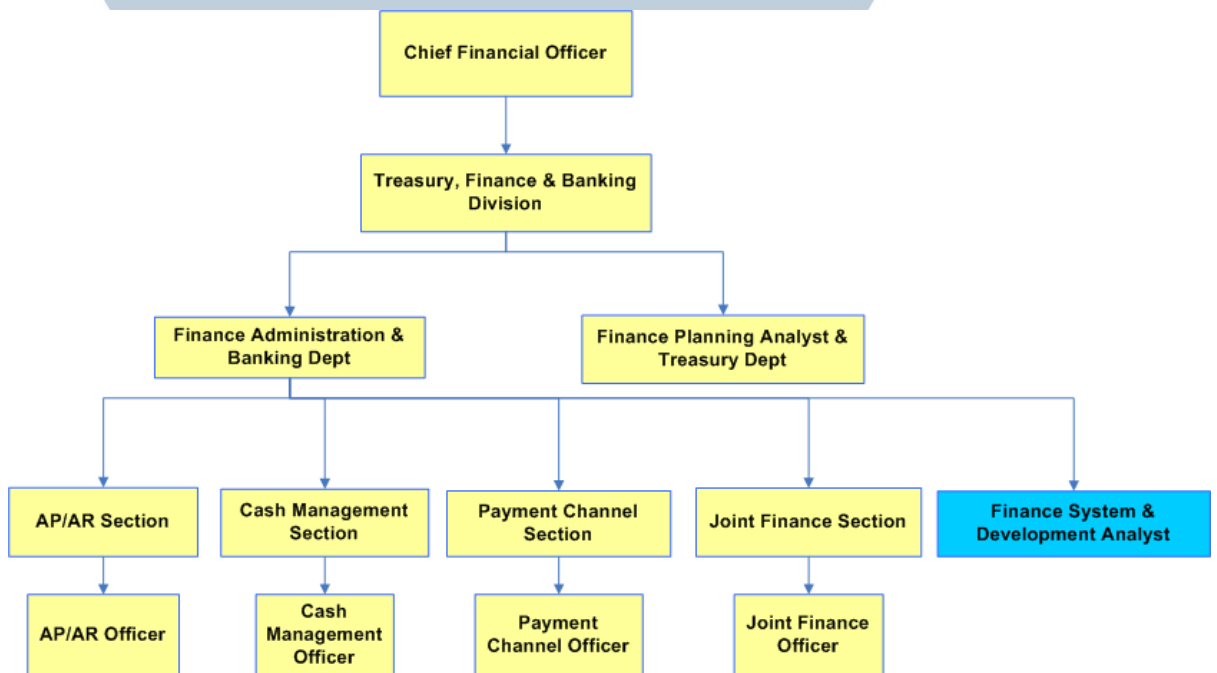 Chief Financial Officer
Treasury, Finance & Banking
Division
Finance Administration &
Banking Dept
Finance Planning Analyst &
Treasury Dept
AP/AR Section
Cash Management
Section
Payment Channel
Section
Joint Finance Section
Finance System &
Development Analyst
AP/AR Officer
Cash
Management
Officer
Payment
Channel Officer
Joint Finance
Officer